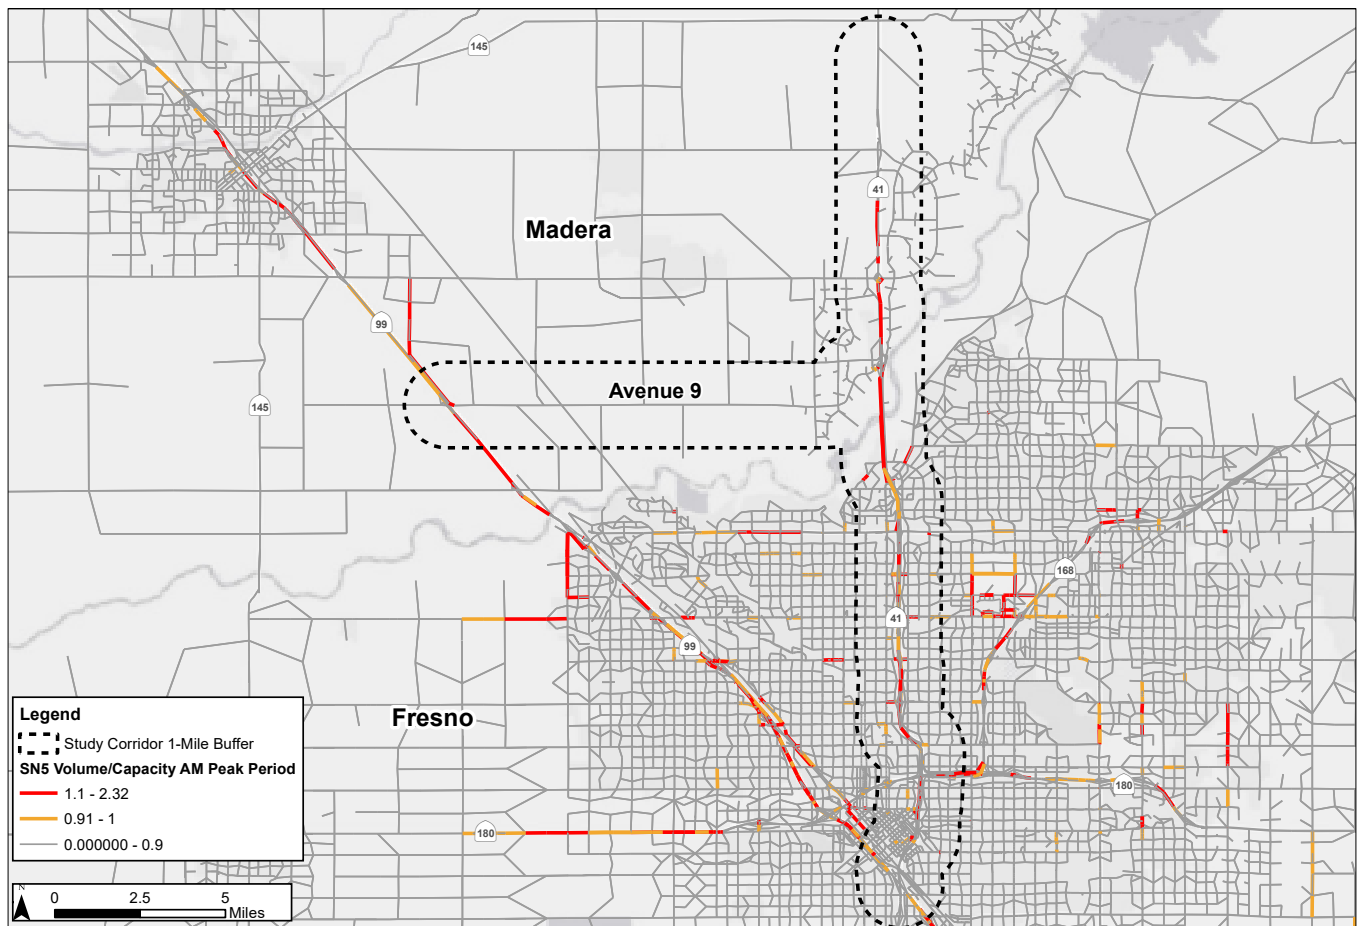 145
41
Madera
99
Avenue 9
145
168
41
99
Fresno
180
180
Legend
Study Corridor 1-Mile Buffer
SN5 Volume/Capacity AM Peak Period
1.1 - 2.32
0.91 - 1
0.000000 - 0.9
N
0 2.5 5
Miles